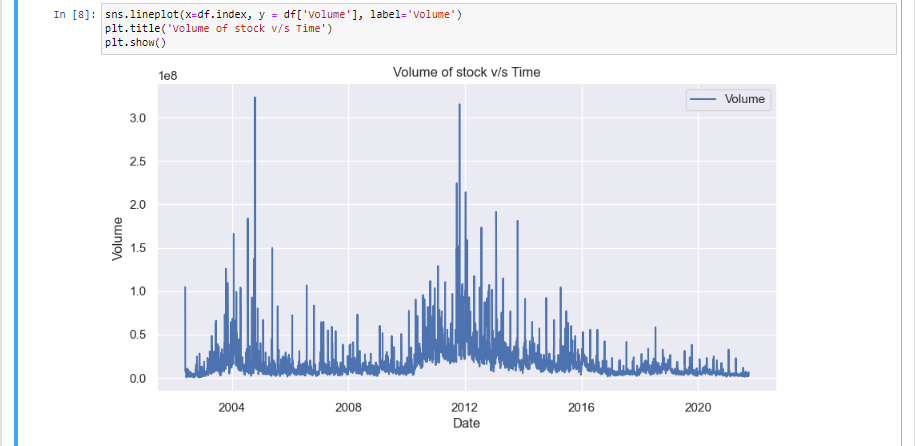 In [8]: sns.lineplot(x=df.index, y = df['Volume'], label='Volume')
plt.title('Volume of stock v/s Time')
plt.show()
Volume of stock v/s Time
1e8
Volume
3.0
2.5
2.0
1.5
1.0
0.5
0.0
Volume
2004 2008 2012 2016 2020
Date